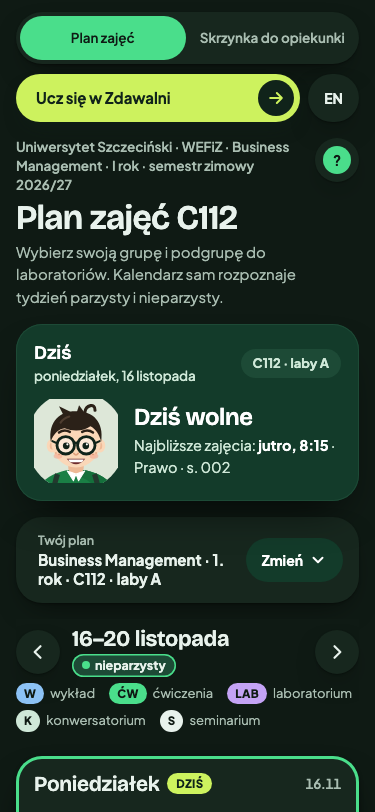 Plan zajęć
Skrzynka do opiekunki
Ucz się w Zdawalni
EN
Uniwersytet Szczeciński · WEFiZ · Business
Management · I rok · semestr zimowy
2026/27
?
Plan zajęć C112
Wybierz swoją grupę i podgrupę do
laboratoriów. Kalendarz sam rozpoznaje
tydzień parzysty i nieparzysty.
Dziś
poniedziałek, 16 listopada
C112 · laby A
Dziś wolne
Najbliższe zajęcia: jutro, 8:15 ·
Prawo · s. 002
Twój plan
Business Management · 1.
rok · C112 · laby A
Zmień
16–20 listopada
nieparzysty
W wykład
ĆW ćwiczenia
LAB laboratorium
K konwersatorium
S seminarium
Poniedziałek DZIŚ 16.11